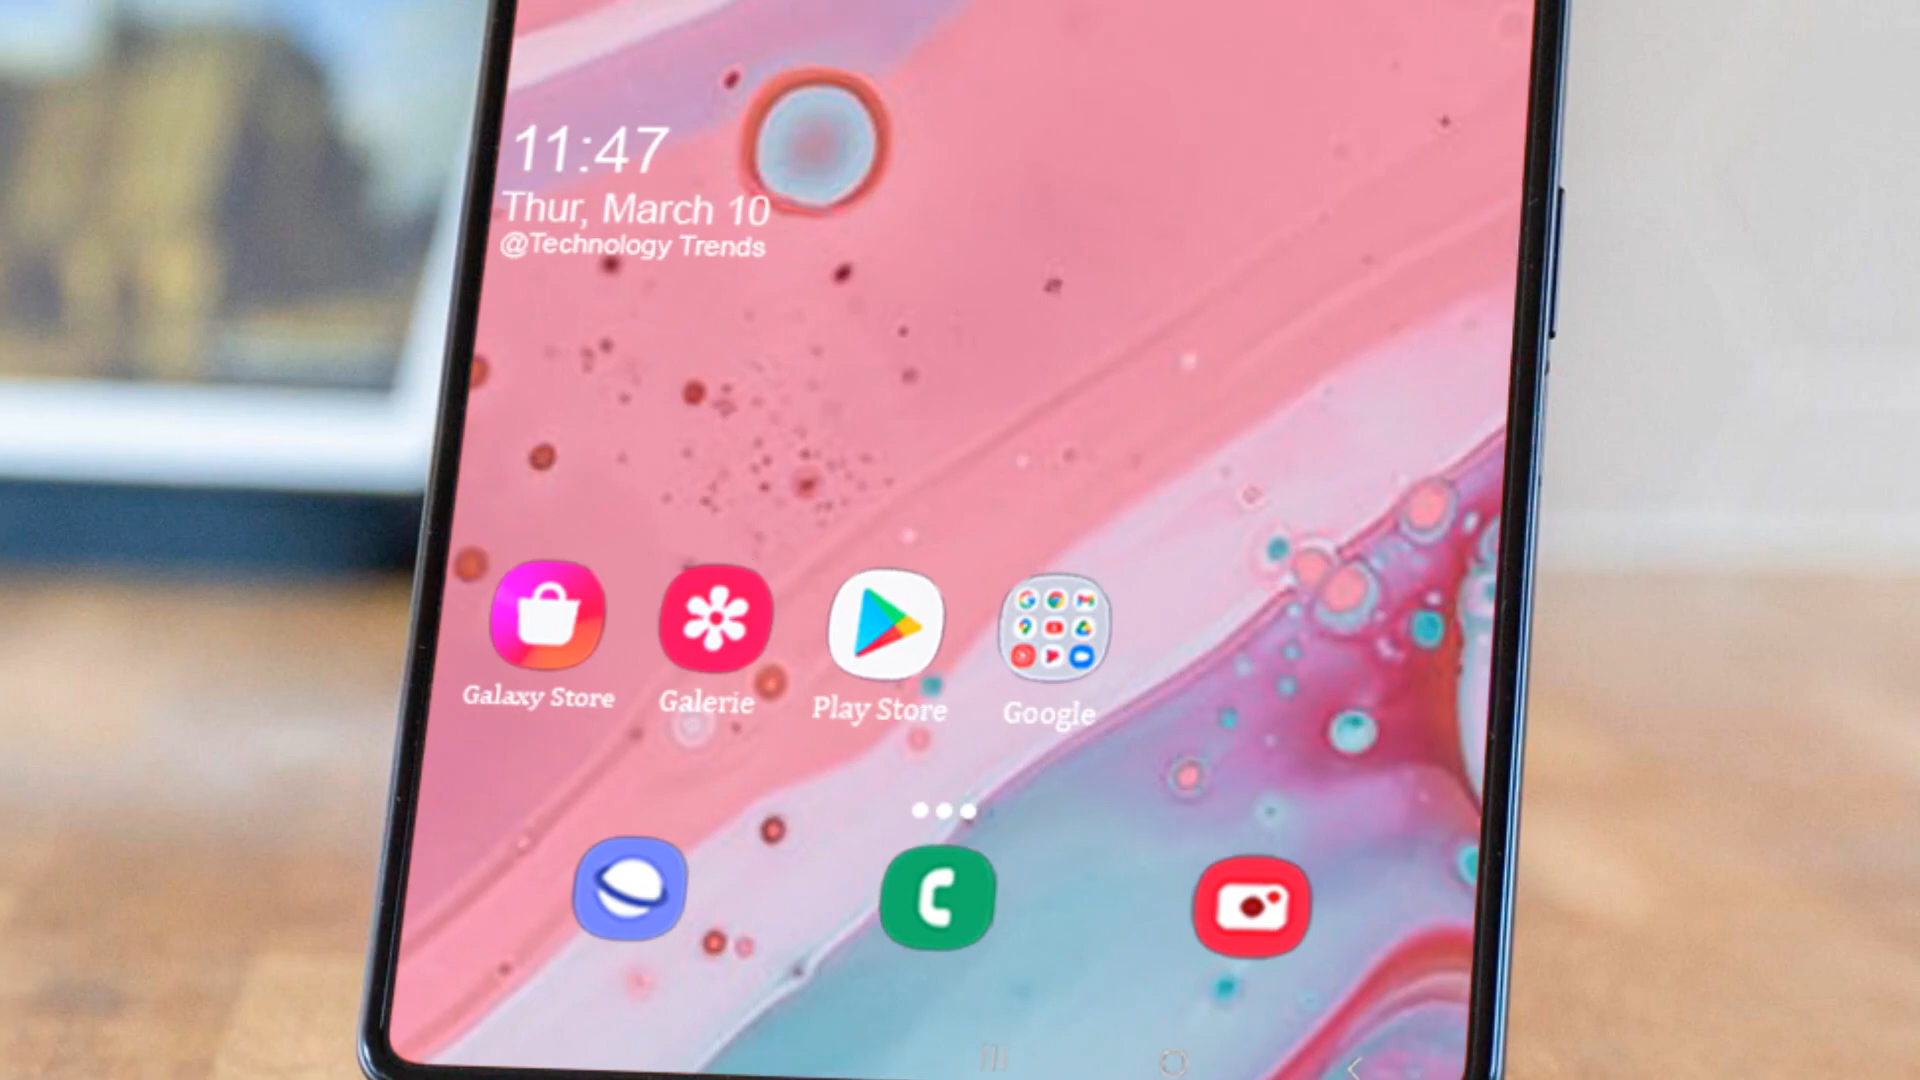 11:47
Thur, March 10
@Technology Trends
Galaxy Store
Galerie
Play Store
Google